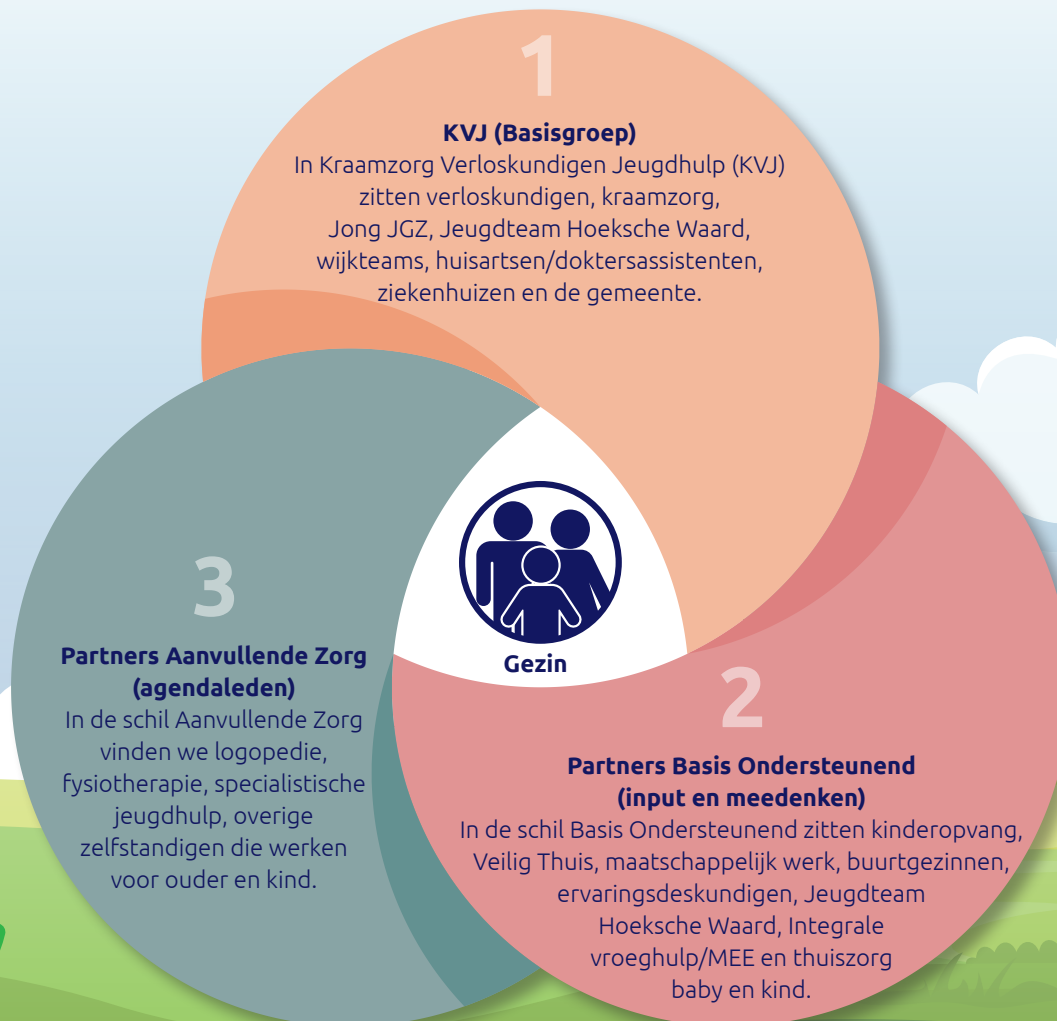 1
KVJ (Basisgroep)
In Kraamzorg Verloskundigen Jeugdhulp (KVJ)
zitten verloskundigen, kraamzorg,
Jong JGZ, Jeugdteam Hoeksche Waard,
wijkteams, huisartsen/doktersassistenten,
ziekenhuizen en de gemeente.
Gezin
2
Partners Basis Ondersteunend
(input en meedenken)
In de schil Basis Ondersteunend zitten kinderopvang,
Veilig Thuis, maatschappelijk werk, buurtgezinnen,
ervaringsdeskundigen, Jeugdteam
Hoeksche Waard, Integrale
vroeghulp/MEE en thuiszorg
baby en kind.
3
Partners Aanvullende Zorg
(agendaleden)
In de schil Aanvullende Zorg
vinden we logopedie,
fysiotherapie, specialistische
jeugdhulp, overige
zelfstandigen die werken
voor ouder en kind.